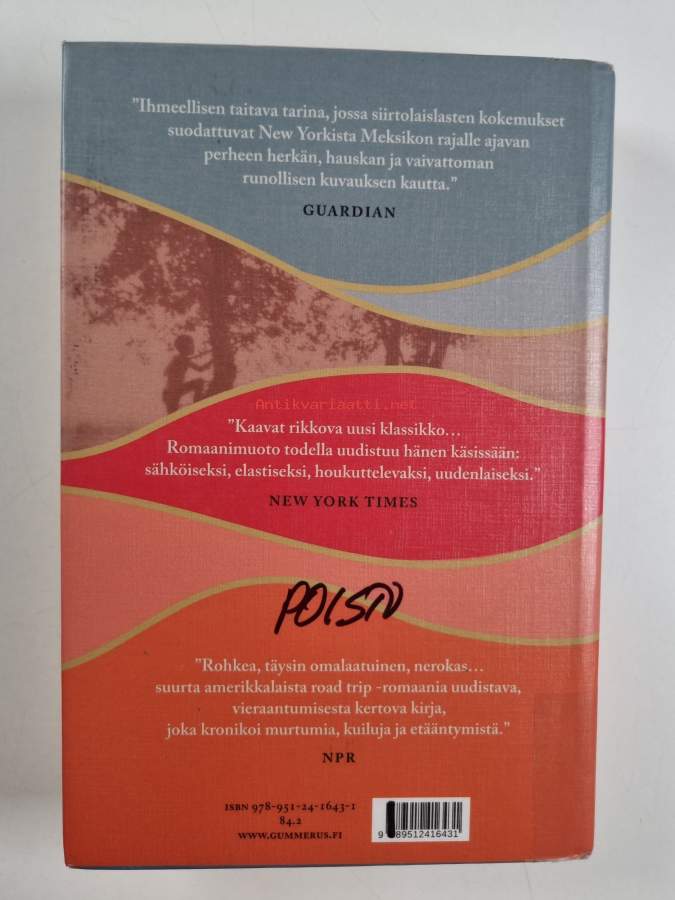 "Ihmeellisen taitava tarina, jossa siirtolaislasten kokemukset
suodattuvat New Yorkista Meksikon rajalle ajavan
perheen herkän, hauskan ja vaivattoman
runollisen kuvauksen kautta."
GUARDIAN
Antikvariaatti.net
"Kaavat rikkova uusi klassikko...
Romaanimuoto todella uudistuu hänen käsissään:
sähköiseksi, elastiseksi, houkuttelevaksi, uudenlaiseksi."
NEW YORK TIMES
POISTO
"Rohkea, täysin omalaatuinen, nerokas...
suurta amerikkalaista road trip -romaania uudistava,
vieraantumisesta kertova kirja,
joka kronikoi murtumia, kuiluja ja etääntymistä."
NPR
ISBN 978-951-24-1643-1
84.2
WWW.GUMMERUS.FI
9 789512 416431